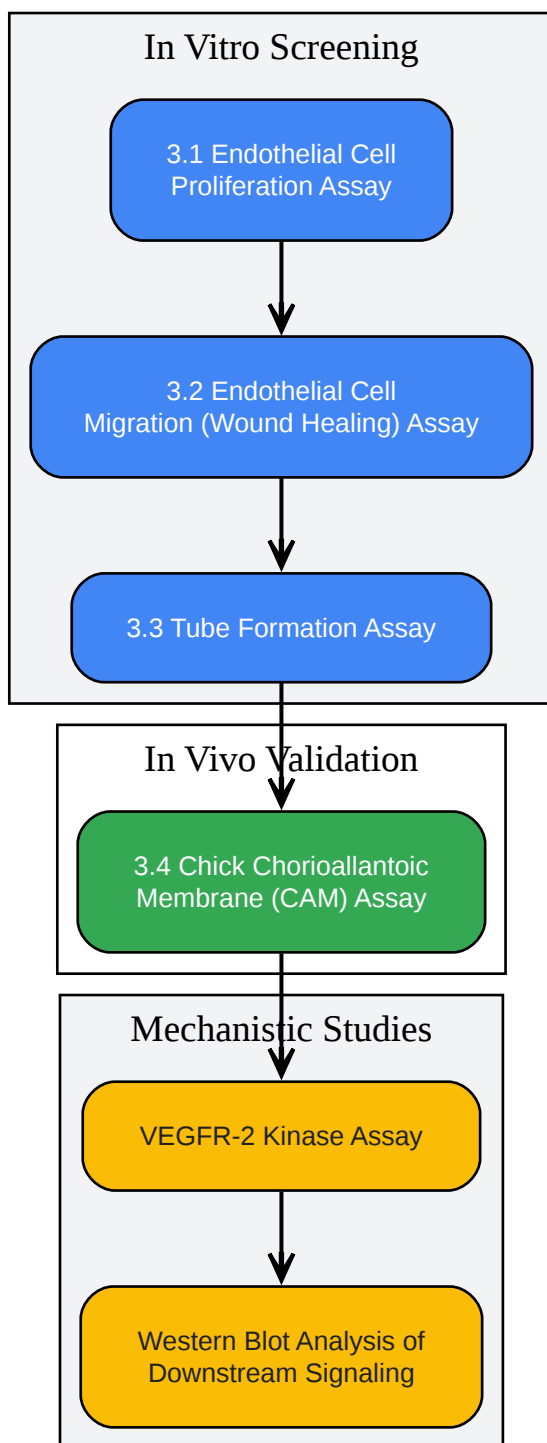 In Vitro Screening
3.1 Endothelial Cell
Proliferation Assay
3.2 Endothelial Cell
Migration (Wound Healing) Assay
3.3 Tube Formation Assay
In Vivo Validation
3.4 Chick Chorioallantoic
Membrane (CAM) Assay
Mechanistic Studies
VEGFR-2 Kinase Assay
Western Blot Analysis of
Downstream Signaling